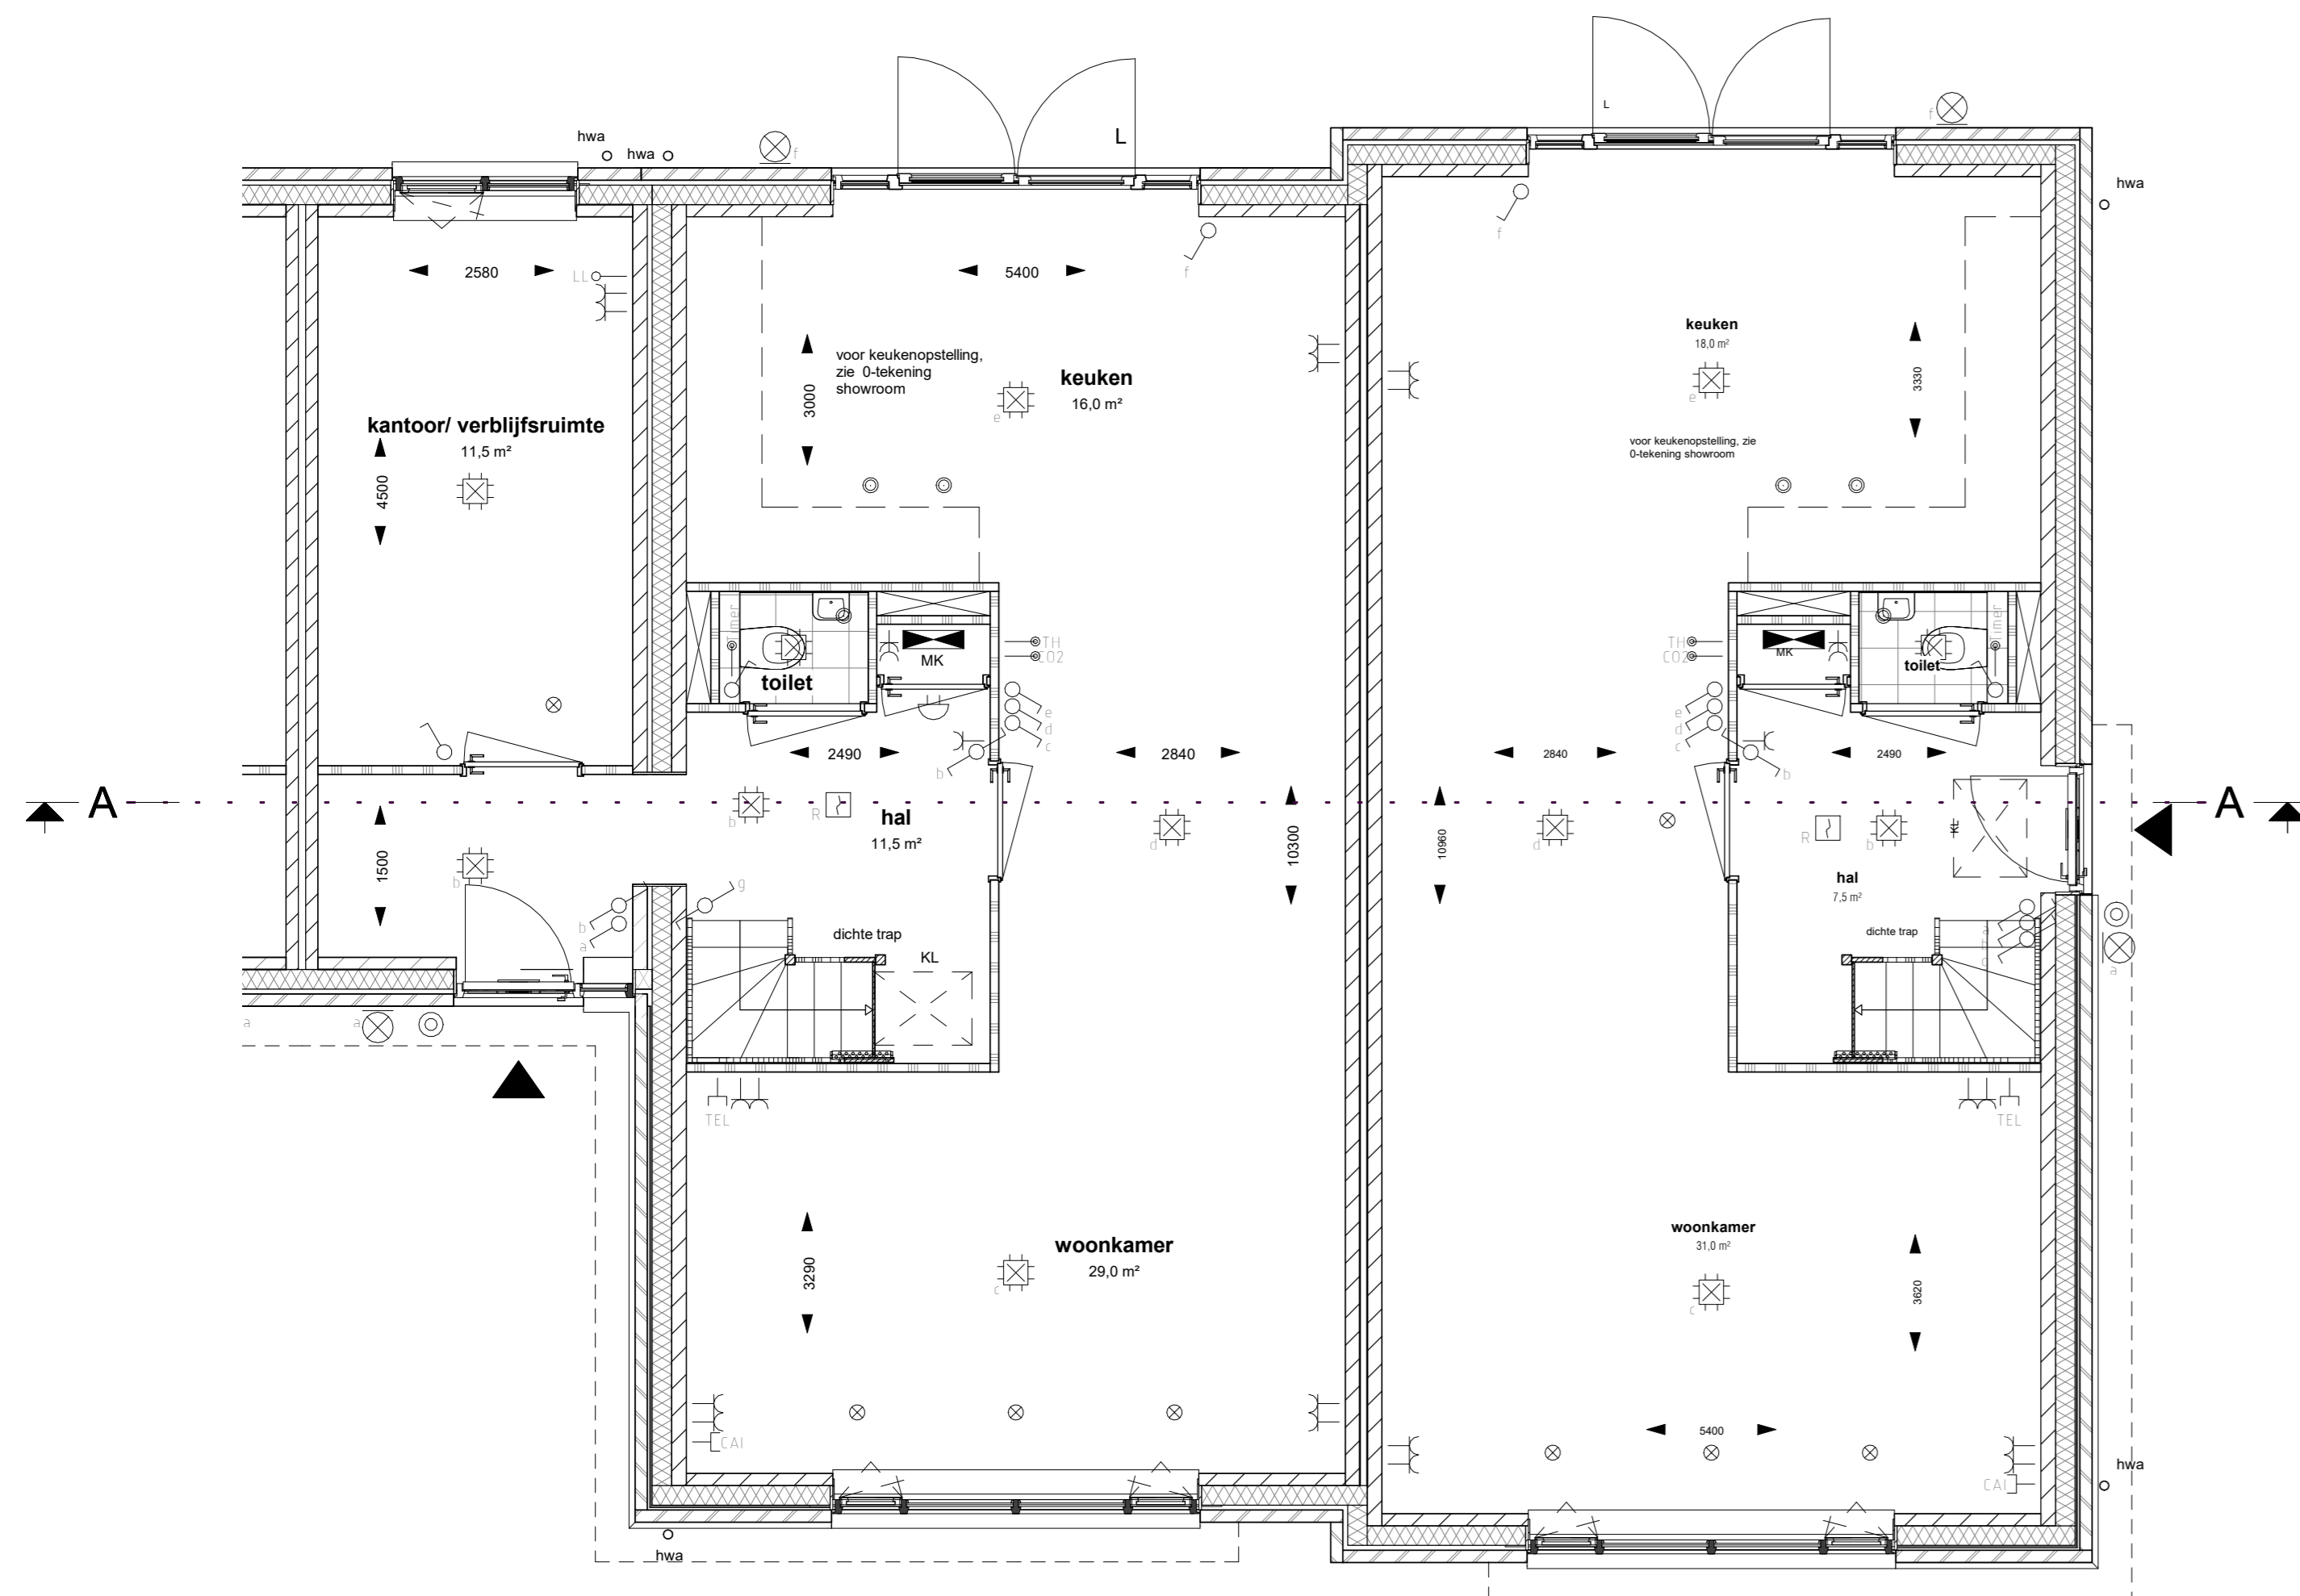 L
f
hwa
L
hwa
f
hwa
2580
LL
5400
f
f
keuken
18,0 m²
3330
e
voor keukenopstelling, zie
0-tekening showroom
voor keukenopstelling,
zie 0-tekening
showroom
3000
keuken
16,0 m²
e
kantoor/ verblijfsruimte
11,5 m²
4500
Timer
toilet
MK
TH
CO2
e
d
c
b
2490
2840
TH
CO2
MK
toilet
Timer
e
d
c
b
2840
2490
A
A
b
R
hal
11,5 m²
d
10300
10960
d
R
b
KL
hal
7,5 m²
1500
b
b
a
g
dichte trap
KL
dichte trap
a
d
a
a
a
TEL
TEL
woonkamer
29,0 m²
3290
c
woonkamer
31,0 m²
3620
c
CAI
5400
CAI
hwa
hwa